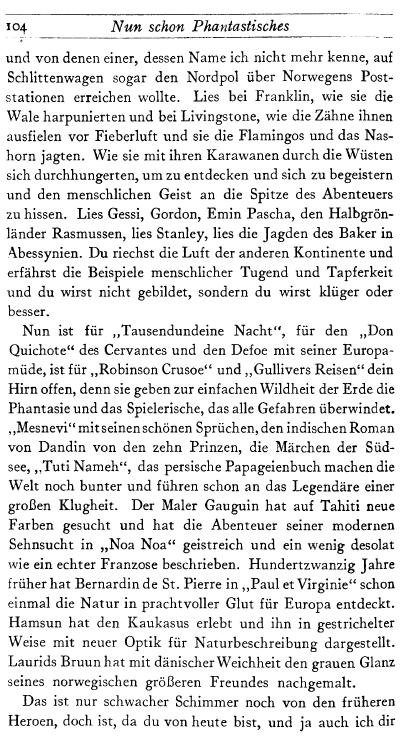 104 Nun schon Phantastisches
und von denen einer, dessen Name ich nicht mehr kenne, auf
Schlittenwagen sogar den Nordpol über Norwegens Post-
stationen erreichen wollte. Lies bei Franklin, wie sie die
Wale harpunierten und bei Livingstone, wie die Zähne ihnen
ausfielen vor Fieberluft und sie die Flamingos und das Nas-
horn jagten. Wie sie mit ihren Karawanen durch die Wüsten
sich durchhungerten, um zu entdecken und sich zu begeistern
und den menschlichen Geist an die Spitze des Abenteuers
zu hissen. Lies Gessi, Gordon, Emin Pascha, den Halbgrön-
länder Rasmussen, lies Stanley, lies die Jagden des Baker in
Abessynien. Du riechst die Luft der anderen Kontinente und
erfährst die Beispiele menschlicher Tugend und Tapferkeit
und du wirst nicht gebildet, sondern du wirst klüger oder
besser.
Nun ist für „Tausendundeine Nacht“, für den „Don
Quichote“ des Cervantes und den Defoe mit seiner Europa-
müde, ist für „Robinson Crusoe“ und „Gullivers Reisen“ dein
Hirn offen, denn sie geben zur einfachen Wildheit der Erde die
Phantasie und das Spielerische, das alle Gefahren überwindet.
„Mesnevi“ mit seinen schönen Sprüchen, den indischen Roman
von Dandin von den zehn Prinzen, die Märchen der Süd-
see, „Tuti Nameh“, das persische Papageienbuch machen die
Welt noch bunter und führen schon an das Legendäre einer
großen Klugheit. Der Maler Gauguin hat auf Tahiti neue
Farben gesucht und hat die Abenteuer seiner modernen
Sehnsucht in „Noa Noa“ geistreich und ein wenig desolat
wie ein echter Franzose beschrieben. Hundertzwanzig Jahre
früher hat Bernardin de St. Pierre in „Paul et Virginie“ schon
einmal die Natur in prachtvoller Glut für Europa entdeckt.
Hamsun hat den Kaukasus erlebt und ihn in gestrichelter
Weise mit neuer Optik für Naturbeschreibung dargestellt.
Laurids Bruun hat mit dänischer Weichheit den grauen Glanz
seines norwegischen größeren Freundes nachgemalt.
Das ist nur schwacher Schimmer noch von den früheren
Heroen, doch ist, da du von heute bist, und ja auch ich dir